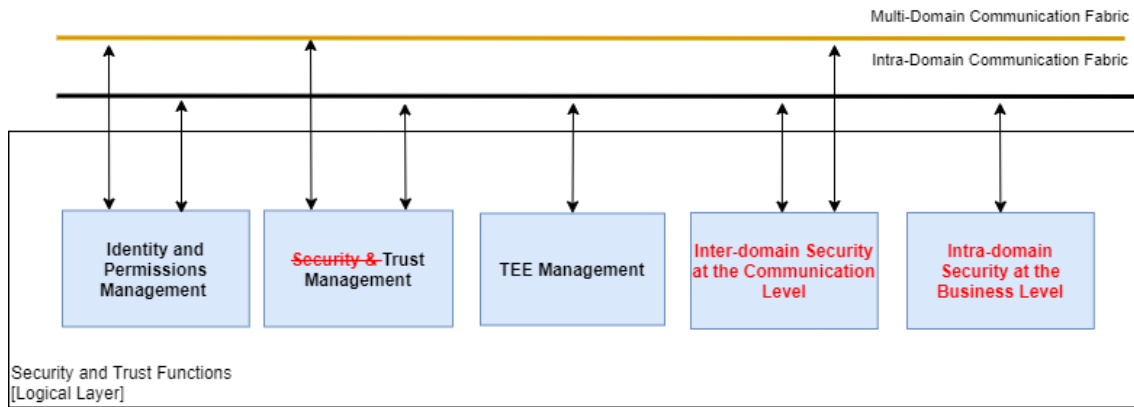 Multi-Domain Communication Fabric
Intra-Domain Communication Fabric
Identity and
Permissions
Management
Security & Trust
Management
TEE Management
Inter-domain Security
at the Communication
Level
Intra-domain
Security at the
Business Level
Security and Trust Functions
[Logical Layer]